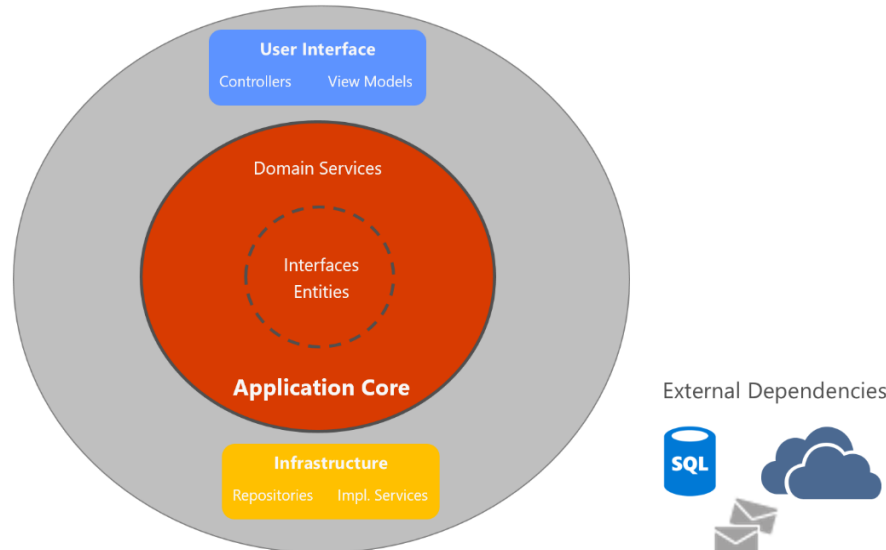 User Interface
Controllers View Models
Domain Services
Interfaces
Entities
Application Core
Infrastructure
Repositories Impl. Services
External Dependencies
SQL